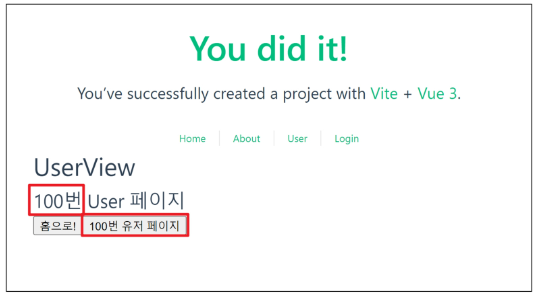 You did it!
You've successfully created a project with Vite + Vue 3.
Home About User Login
UserView
100번 User 페이지
홈으로! 100번 유저 페이지